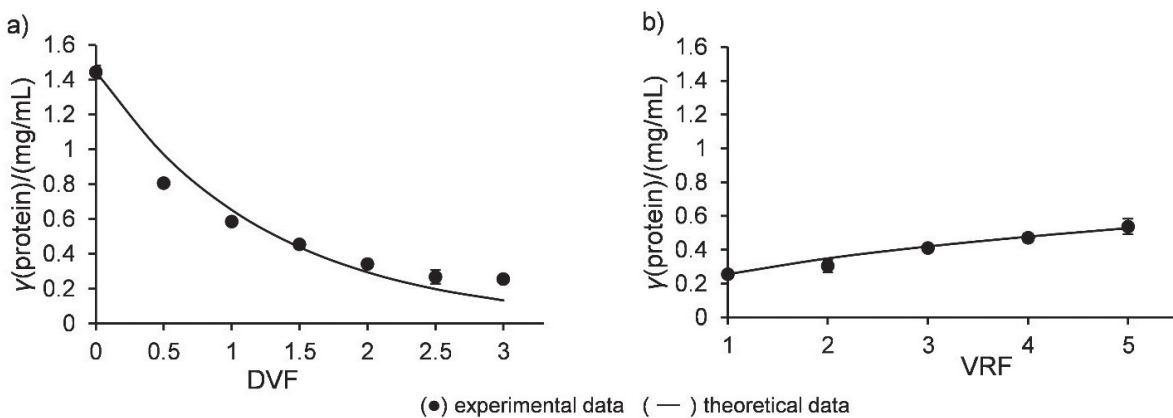 a)
γ(protein)/(mg/mL)
1.6
1.4
1.2
1
0.8
0.6
0.4
0.2
0
0 0.5 1 1.5 2 2.5 3
DVF
b)
γ(protein)/(mg/mL)
1.6
1.4
1.2
1
0.8
0.6
0.4
0.2
0
1 2 3 4 5
VRF
(●) experimental data (—) theoretical data